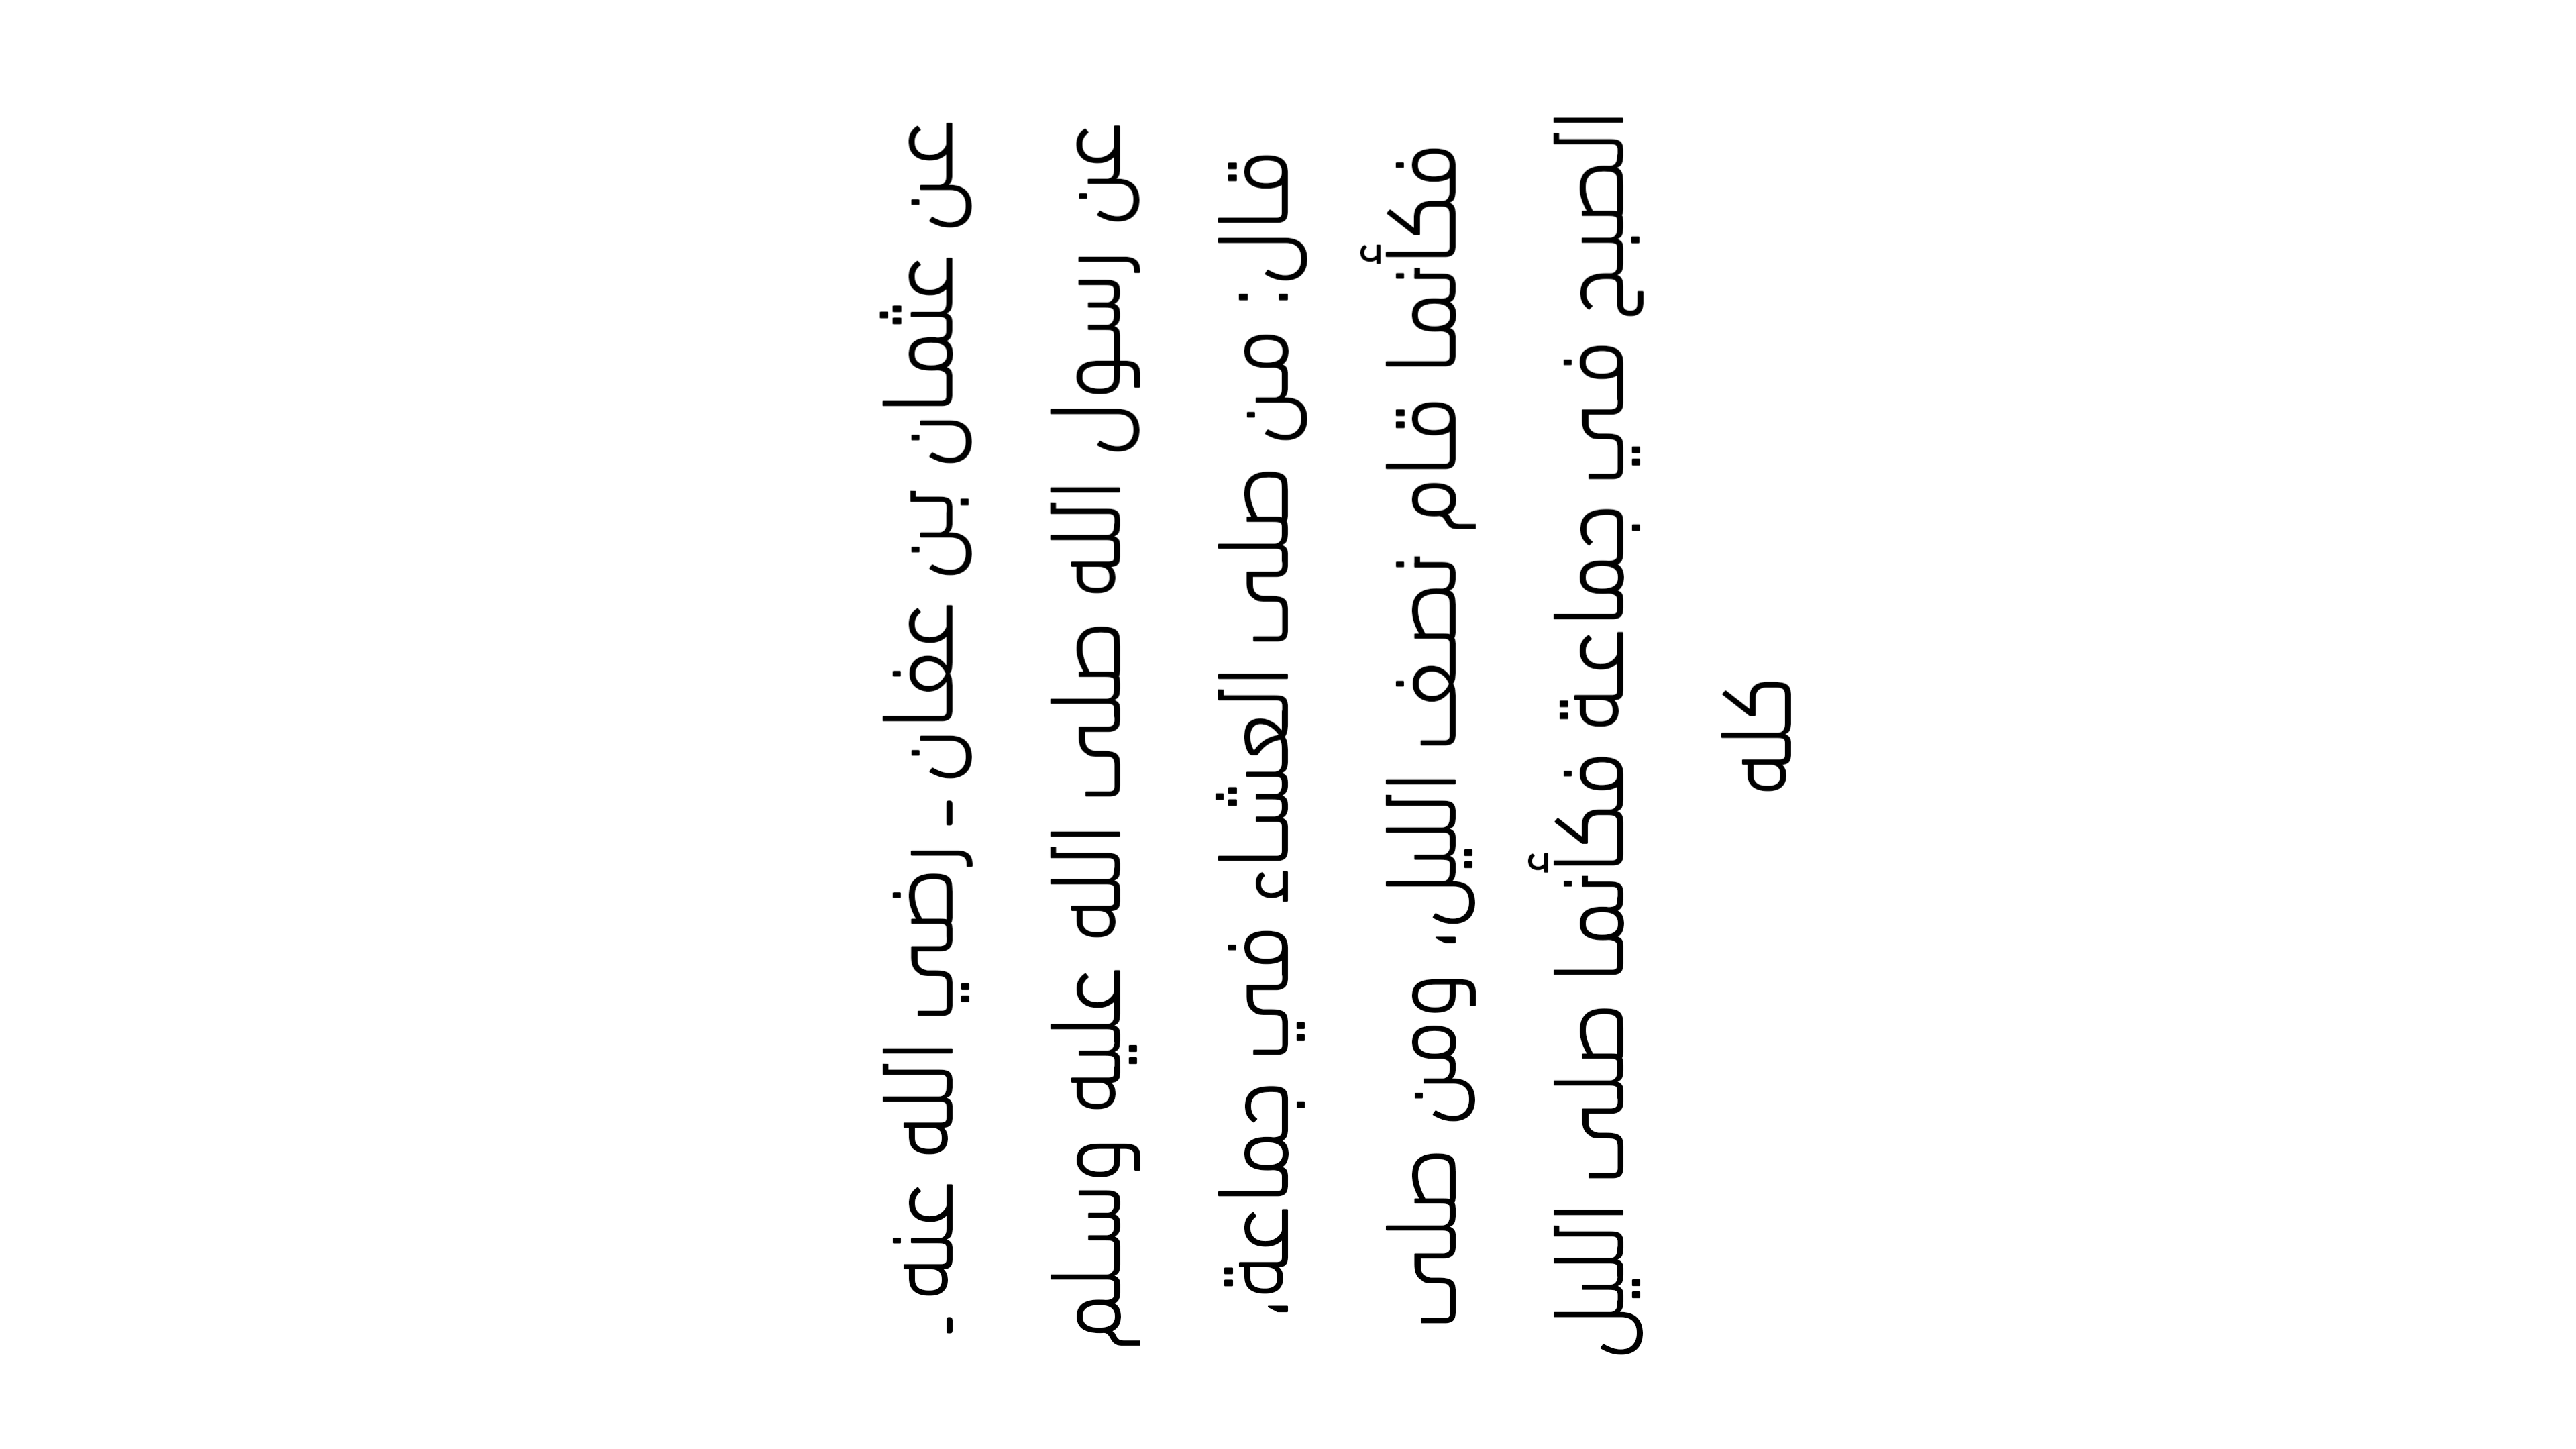 عن عثمان بن عفان - رضي الله عنه -
عن رسول الله صلى الله عليه وسلم
قال: من صلى العشاء في جماعة،
فكأنما قام نصف الليل، ومن صلى
الصبح في جماعة فكأنما صلى الليل
كله